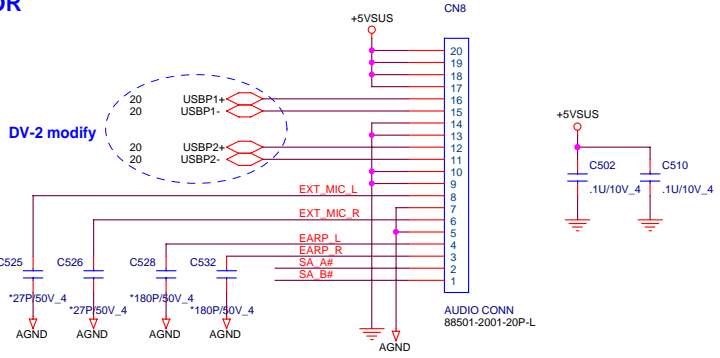 OR
CN8
+5VSUS
20
19
18
17
20 USBP1+ 16
20 USBP1- 15
14
DV-2 modify
13
20 USBP2+ 12
20 USBP2- 11
10
9
EXT_MIC_L 8
7
EXT_MIC_R 6
5
EARP_L 4
EARP_R 3
SA_A# 2
SA_B# 1
C525 C526 C528 C532
*27P/50V_4 *27P/50V_4 *180P/50V_4 *180P/50V_4
AGND AGND AGND AGND
AGND
AUDIO CONN
88501-2001-20P-L
+5VSUS
C502 C510
.1U/10V_4 .1U/10V_4